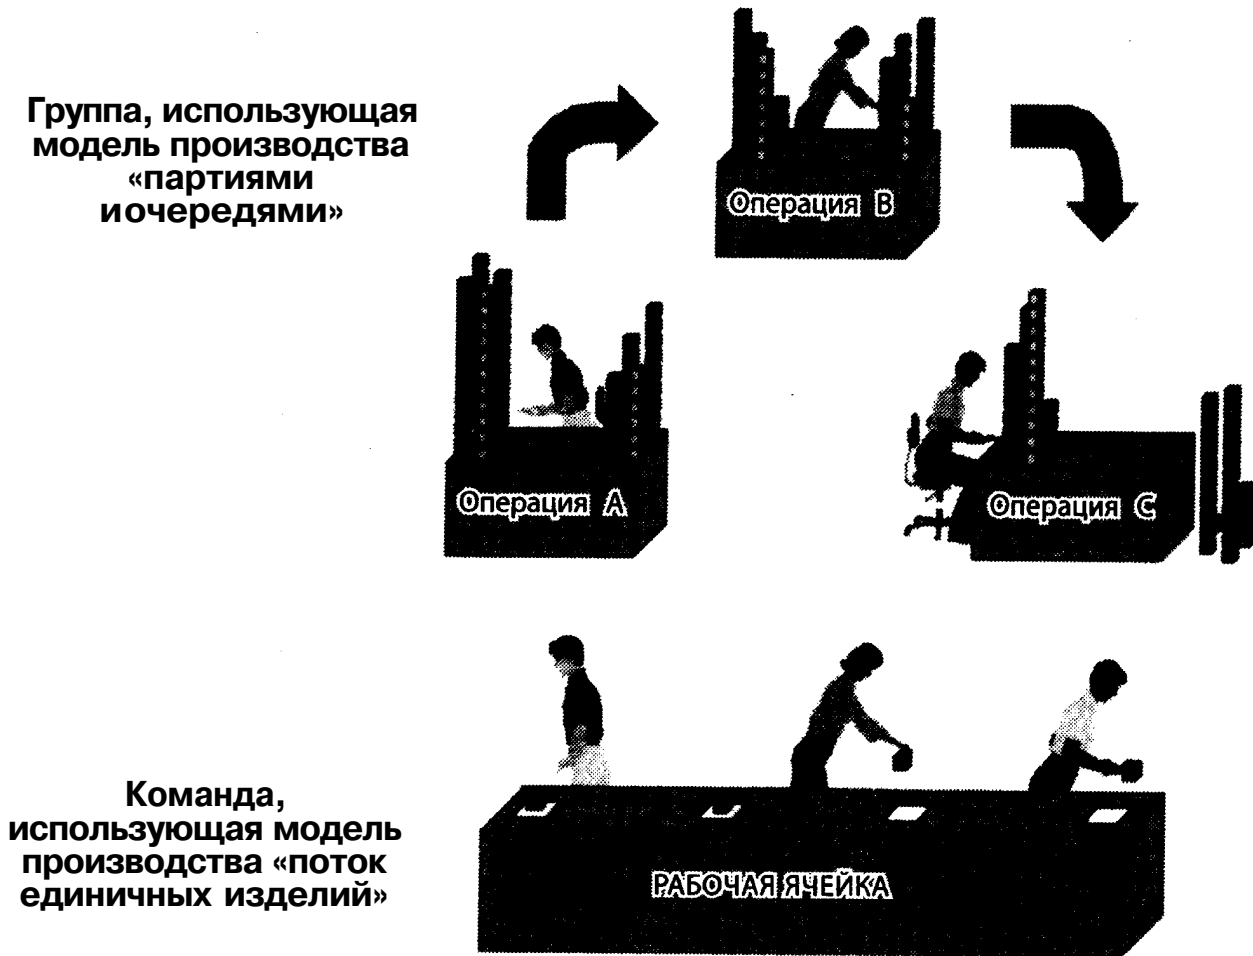 Группа, использующая
модель производства
«партиями
иочередями»
Операция В
Операция А
Операция С
Команда,
использующая модель
производства «поток
единичных изделий»
РАБОЧАЯ ЯЧЕЙКА